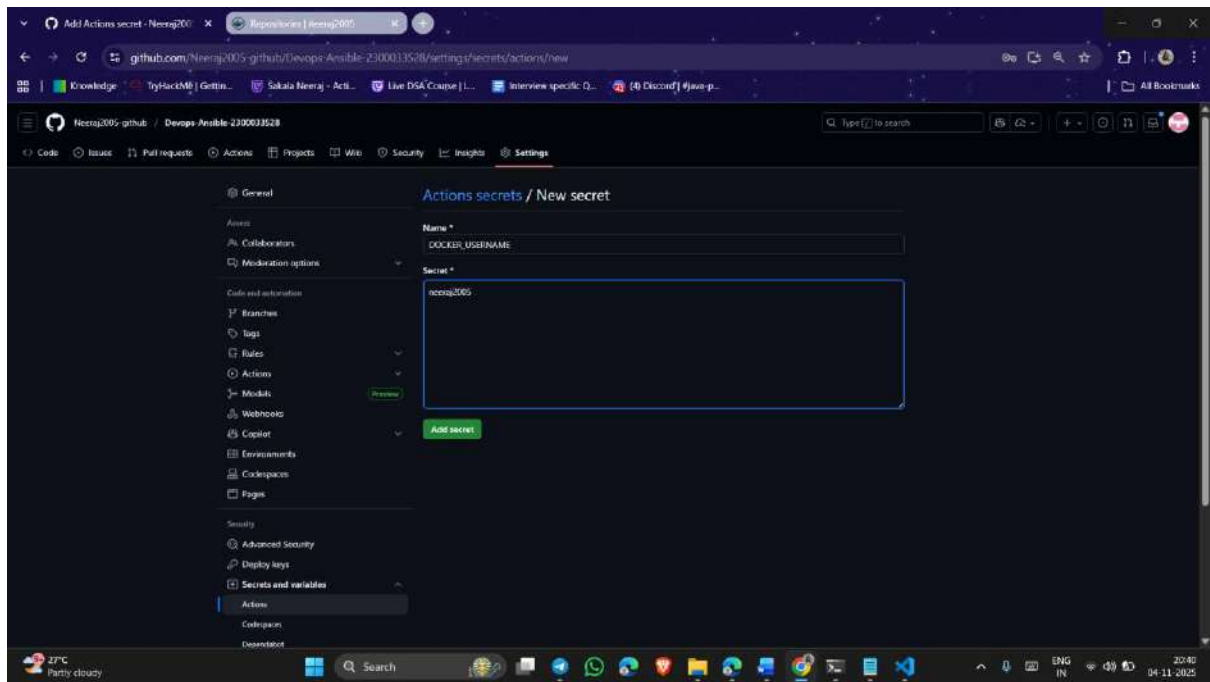 Add Actions secret - Neeraj200
Repositories | neeraj2005
github.com/Neeraj2005-github/Devops-Ansible-2300033528/settings/secrets/actions/new
Knowledge
TryHackMe | Gettin...
Sakala Neeraj - Acti...
Live DSA Course | L...
Interview specific Q...
(4) Discord | #java-p...
All Bookmarks
Neeraj2005-github / Devops-Ansible-2300033528
Type / to search
Code Issues Pull requests Actions Projects Wiki Security Insights Settings
General
Access
Collaborators
Moderation options
Code and automation
Branches
Tags
Rules
Actions
Models Preview
Webhooks
Copilot
Environments
Codespaces
Pages
Security
Advanced Security
Deploy keys
Secrets and variables
Actions
Codespaces
Dependabot
Actions secrets / New secret
Name *
DOCKER_USERNAME
Secret *
neeraj2005
Add secret
27°C
Partly cloudy
Search
ENG
IN
20:40
04-11-2025